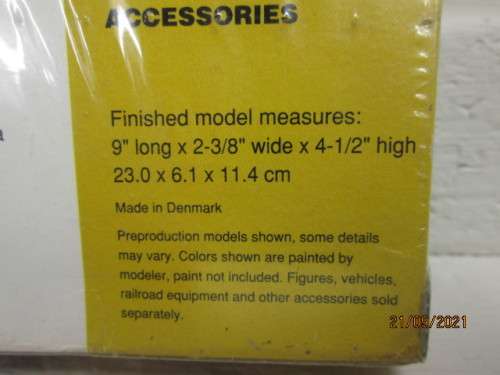 ACCESSORIES
Finished model measures:
9" long x 2-3/8" wide x 4-1/2" high
23.0 x 6.1 x 11.4 cm
Made in Denmark
Preproduction models shown, some details
may vary. Colors shown are painted by
modeler, paint not included. Figures, vehicles,
railroad equipment and other accessories sold
separately.
21/09/2021